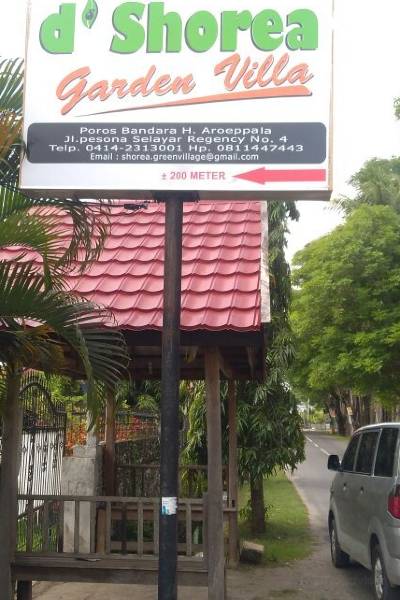 d'Shorea
Garden Villa
Poros Bandara H. Aroeppala
Jl.pesona Selayar Regency No. 4
Telp. 0414-2313001 Hp. 0811447443
Email : shorea.greenvillage@gmail.com
± 200 METER